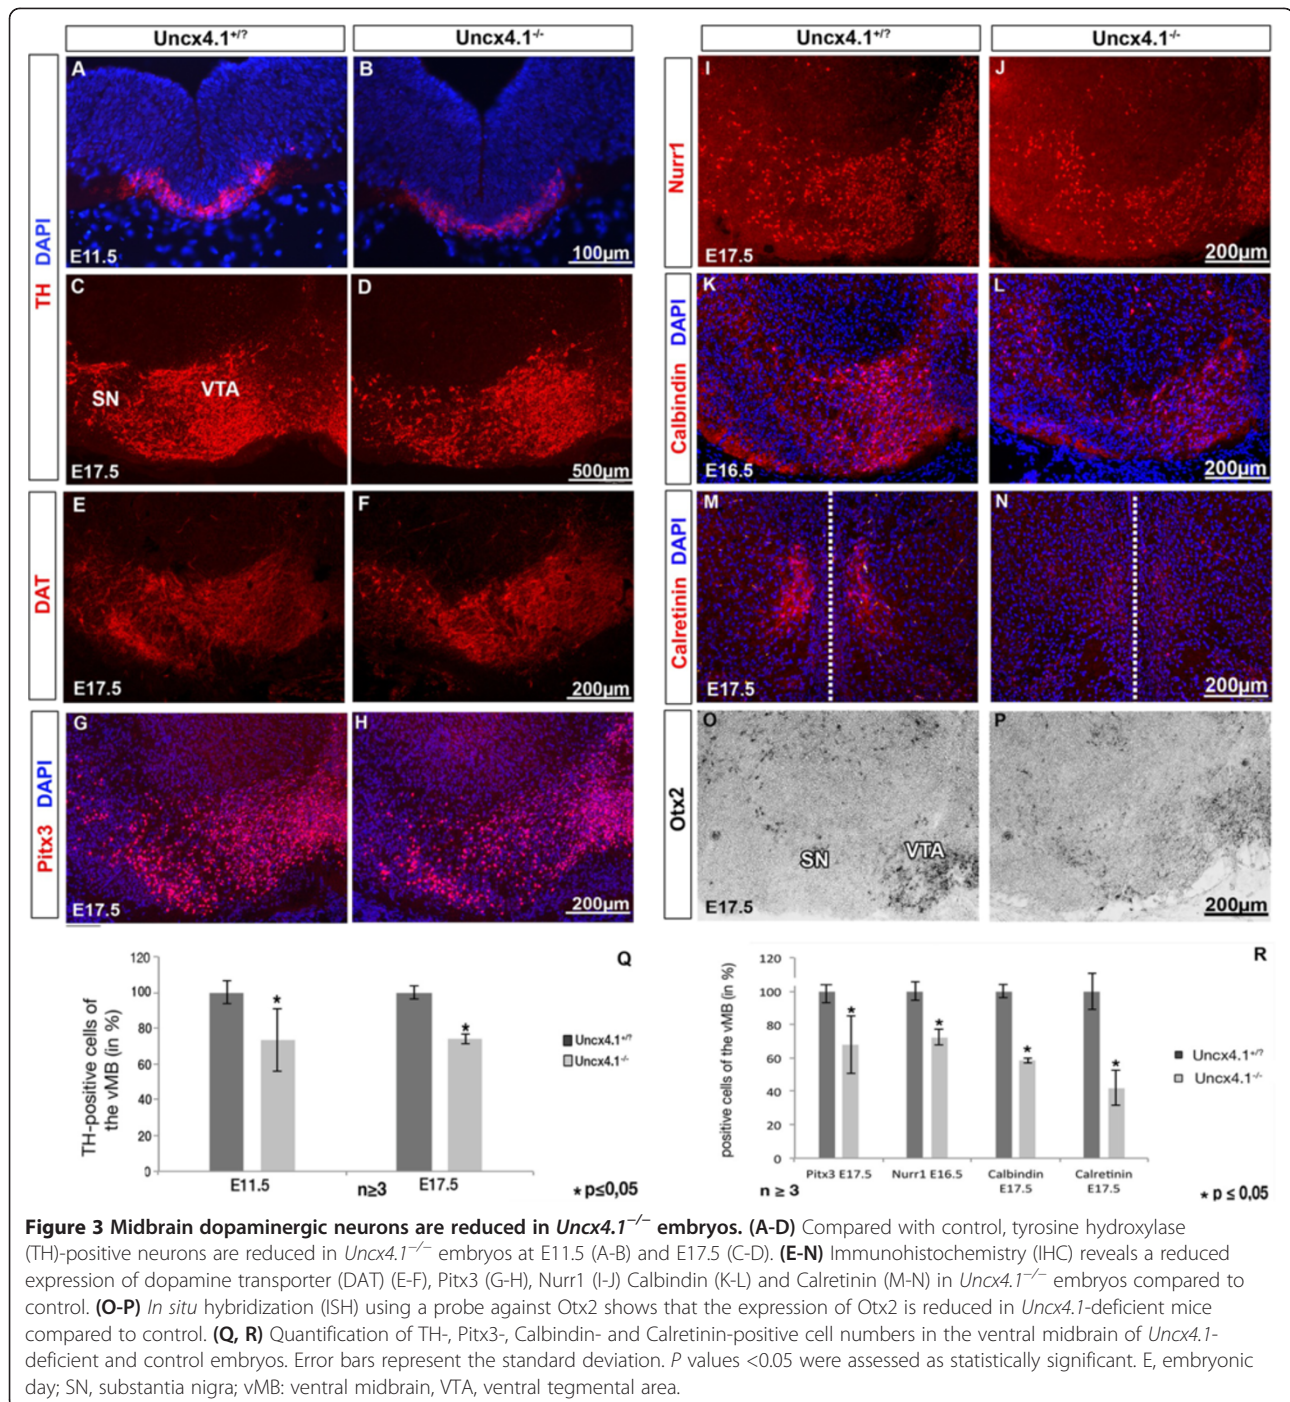 Uncx4.1+/?
Uncx4.1-/-
TH DAPI
A
E11.5
B
100µm
C
SN
VTA
E17.5
D
500µm
DAT
E
E17.5
F
200µm
Pitx3 DAPI
G
E17.5
H
200µm
Uncx4.1+/?
Uncx4.1-/-
Nurr1
I
E17.5
J
200µm
Calbindin DAPI
K
E16.5
L
200µm
Calretinin DAPI
M
E17.5
N
200µm
Otx2
O
SN
VTA
E17.5
P
200µm
Q
TH-positive cells of
the vMB (in %)
120
100
80
60
40
20
0
*
*
E11.5
n≥3
E17.5
Uncx4.1+/?
Uncx4.1-/-
* p≤0,05
R
positive cells of the vMB (in %)
120
100
80
60
40
20
0
*
*
*
*
Pitx3 E17.5
Nurr1 E16.5
Calbindin
E17.5
Calretinin
E17.5
n ≥ 3
Uncx4.1+/?
Uncx4.1-/-
* p ≤ 0,05
Figure 3 Midbrain dopaminergic neurons are reduced in Uncx4.1−/− embryos. (A-D) Compared with control, tyrosine hydroxylase
(TH)-positive neurons are reduced in Uncx4.1−/− embryos at E11.5 (A-B) and E17.5 (C-D). (E-N) Immunohistochemistry (IHC) reveals a reduced
expression of dopamine transporter (DAT) (E-F), Pitx3 (G-H), Nurr1 (I-J) Calbindin (K-L) and Calretinin (M-N) in Uncx4.1−/− embryos compared to
control. (O-P) In situ hybridization (ISH) using a probe against Otx2 shows that the expression of Otx2 is reduced in Uncx4.1-deficient mice
compared to control. (Q, R) Quantification of TH-, Pitx3-, Calbindin- and Calretinin-positive cell numbers in the ventral midbrain of Uncx4.1-
deficient and control embryos. Error bars represent the standard deviation. P values <0.05 were assessed as statistically significant. E, embryonic
day; SN, substantia nigra; vMB: ventral midbrain, VTA, ventral tegmental area.